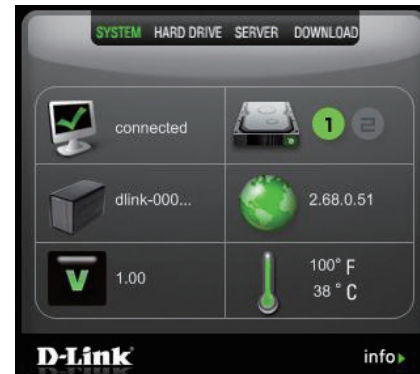 SYSTEM HARD DRIVE SERVER DOWNLOAD
connected
1 2
dlink-000...
2.68.0.51
V 1.00
100° F
38 ° C
D-Link
info